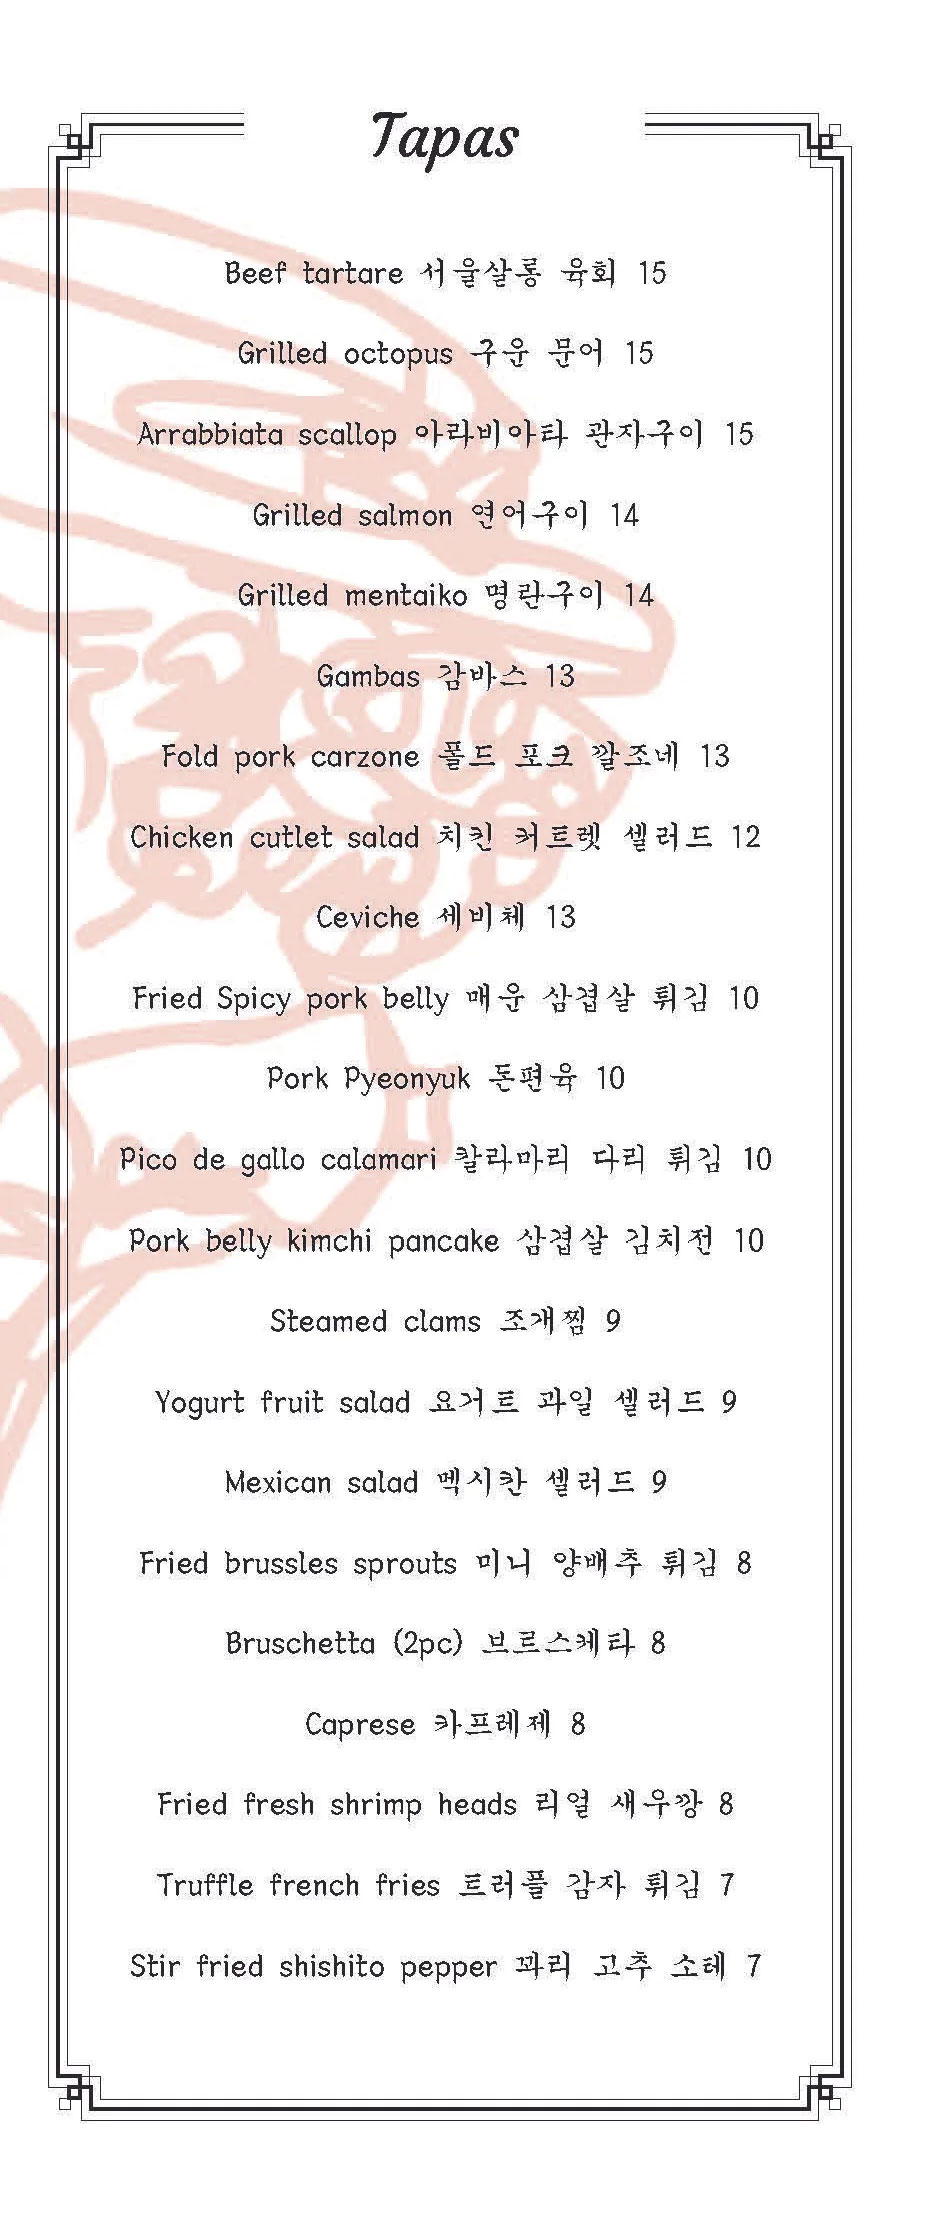 Tapas
Beef tartare 서울살롱 육회 15
Grilled octopus 구운 문어 15
Arrabbiata scallop 아라비아타 관자구이 15
Grilled salmon 연어구이 14
Grilled mentaiko 명란구이 14
Gambas 감바스 13
Fold pork carzone 폴드 포크 깔조네 13
Chicken cutlet salad 치킨 커트렛 셀러드 12
Ceviche 세비체 13
Fried Spicy pork belly 매운 삼겹살 튀김 10
Pork Pyeonyuk 돈편육 10
Pico de gallo calamari 칼라마리 다리 튀김 10
Pork belly kimchi pancake 삼겹살 김치전 10
Steamed clams 조개찜 9
Yogurt fruit salad 요거트 과일 셀러드 9
Mexican salad 멕시칸 셀러드 9
Fried brussles sprouts 미니 양배추 튀김 8
Bruschetta (2pc) 브르스케타 8
Caprese 카프레제 8
Fried fresh shrimp heads 리얼 새우깡 8
Truffle french fries 트러플 감자 튀김 7
Stir fried shishito pepper 꽈리 고추 소테 7